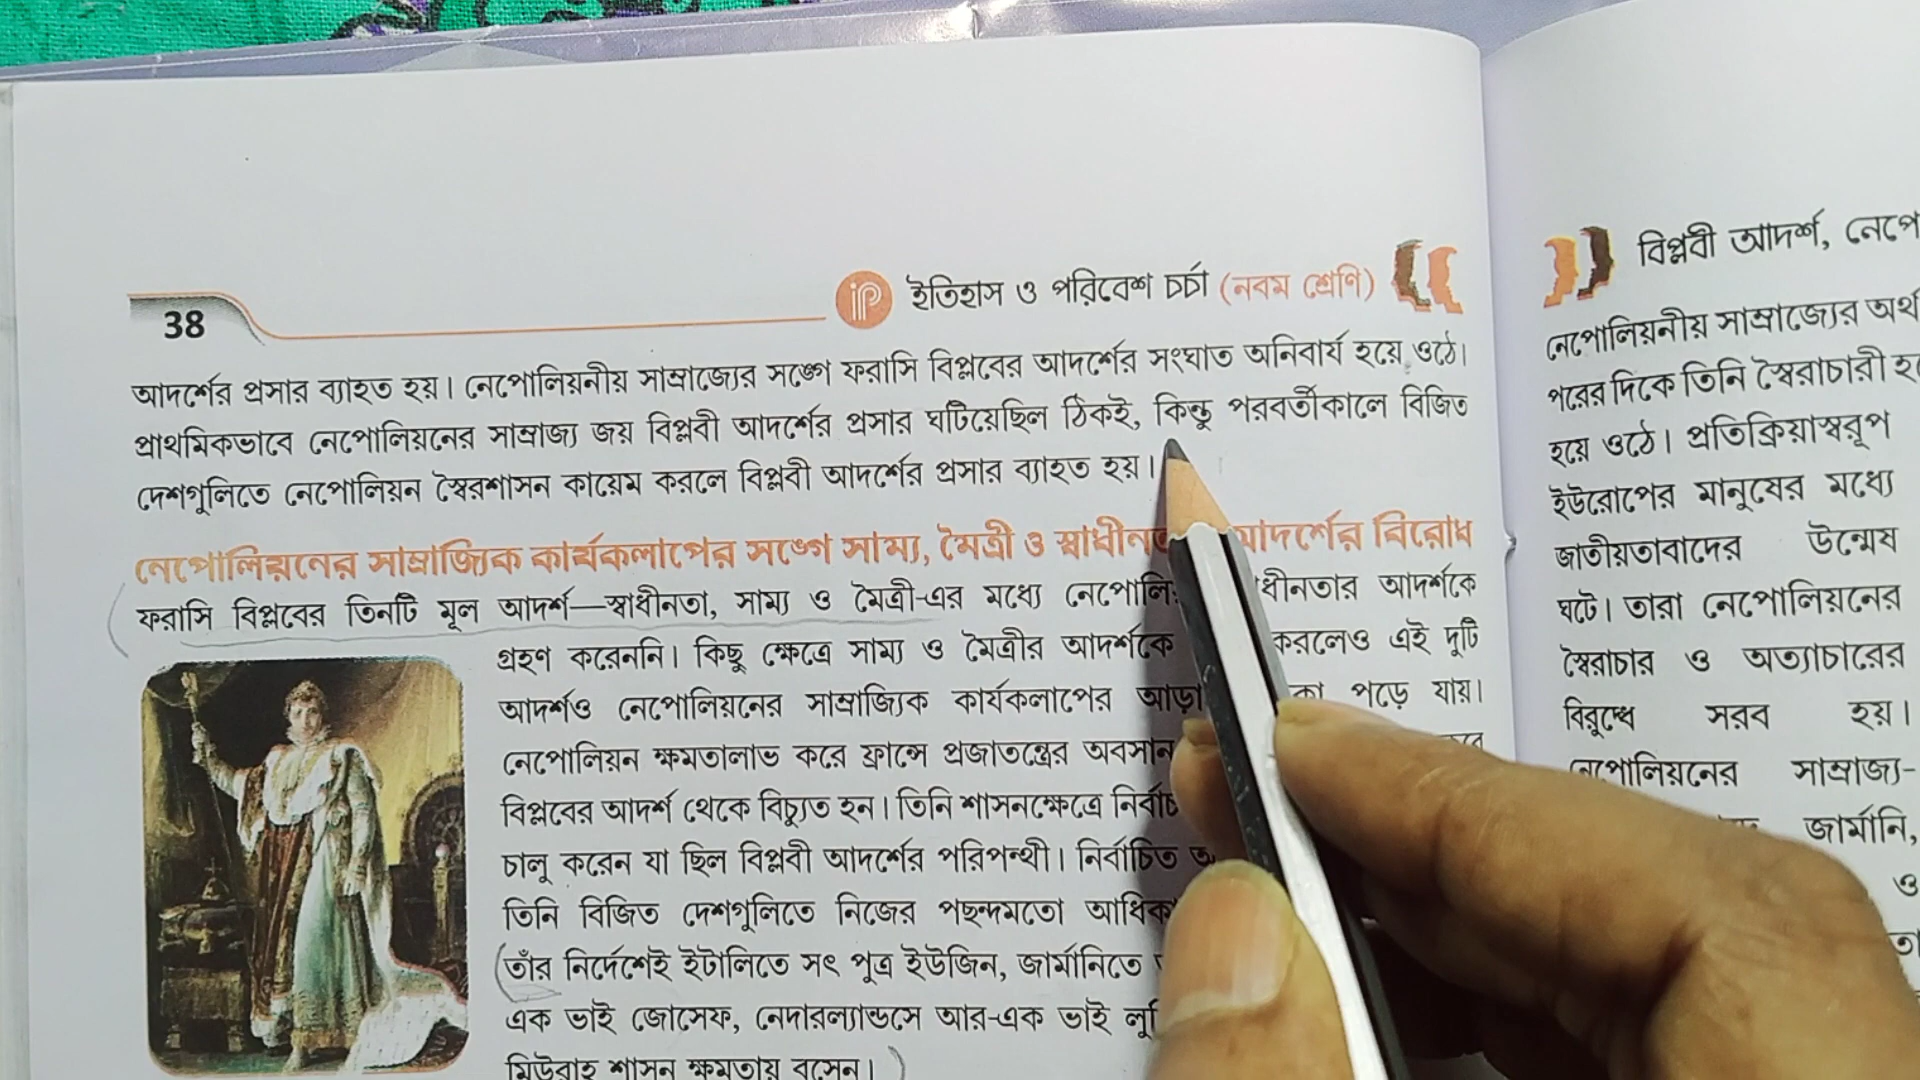 38
ইতিহাস ও পরিবেশ চর্চা (নবম শ্রেণি)
আদর্শের প্রসার ব্যাহত হয়। নেপোলিয়নীয় সাম্রাজ্যের সঙ্গে ফরাসি বিপ্লবের আদর্শের সংঘাত অনিবার্য হয়ে ওঠে।
প্রাথমিকভাবে নেপোলিয়নের সাম্রাজ্য জয় বিপ্লবী আদর্শের প্রসার ঘটিয়েছিল ঠিকই, কিন্তু পরবর্তীকালে বিজিত
দেশগুলিতে নেপোলিয়ন স্বৈরশাসন কায়েম করলে বিপ্লবী আদর্শের প্রসার ব্যাহত হয়।
নেপোলিয়নের সাম্রাজ্যিক কার্যকলাপের সঙ্গে সাম্য, মৈত্রী ও আদর্শের বিরোধ
ফরাসি বিপ্লবের তিনটি মূল আদর্শ—স্বাধীনতা, সাম্য ও মৈত্রী-এর মধ্যে আদর্শকে
গ্রহণ করেননি। কিছু ক্ষেত্রে সাম্য ও মৈত্রীর আদর্শকে করলেও এই দুটি
আদর্শও নেপোলিয়নের সাম্রাজ্যিক কার্যকলাপের পড়ে যায়।
নেপোলিয়ন ক্ষমতালাভ করে ফ্রান্সে প্রজাতন্ত্রের অবসান
বিপ্লবের আদর্শ থেকে বিচ্যুত হন। তিনি শাসনক্ষেত্রে
চালু করেন যা ছিল বিপ্লবী আদর্শের পরিপন্থী। নির্বাচিত
তিনি বিজিত দেশগুলিতে নিজের পছন্দমতো
(তাঁর নির্দেশেই ইটালিতে সৎ পুত্র ইউজিন, জার্মানিতে
এক ভাই জোসেফ, নেদারল্যান্ডসে আর-এক ভাই
মিউরাহ শাসন ক্ষমতায় বসেন।)
বিপ্লবী আদর্শ,
নেপোলিয়নীয় সাম্রাজ্যের
পরের দিকে তিনি স্বৈরাচারী
হয়ে ওঠে। প্রতিক্রিয়াস্বরূপ
ইউরোপের মানুষের মধ্যে
জাতীয়তাবাদের উন্মেষ
ঘটে। তারা নেপোলিয়নের
স্বৈরাচার ও অত্যাচারের
বিরুদ্ধে সরব হয়।
নেপোলিয়নের সাম্রাজ্য-
জার্মানি,
ও